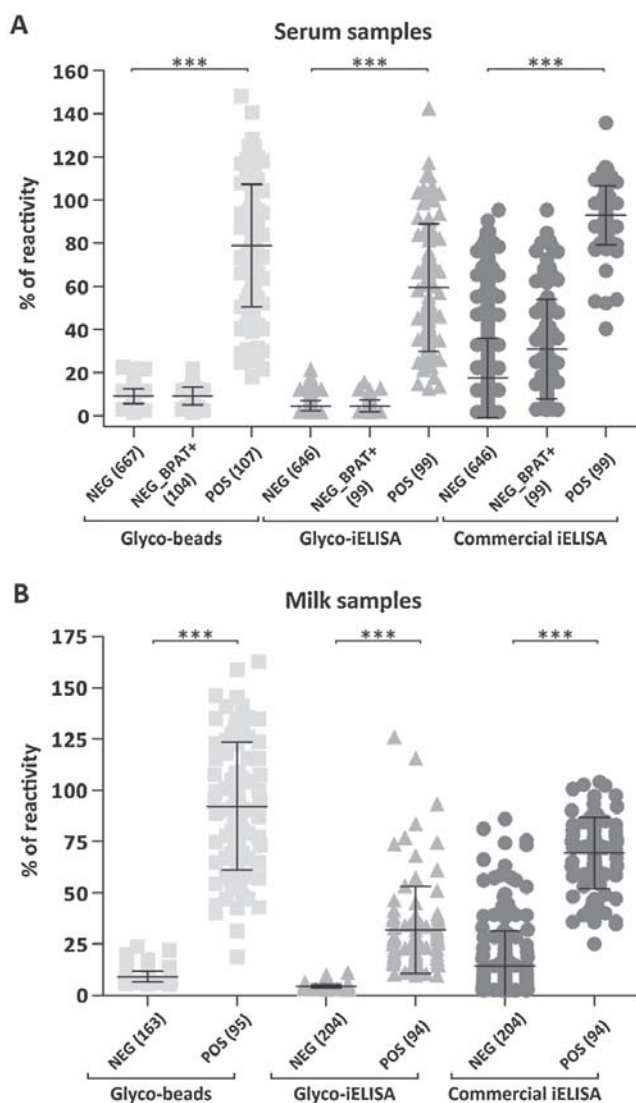 A
Serum samples
***
***
***
160
140
120
100
80
60
40
20
0
% of reactivity
NEG (667)
NEG_BPAT+
(104)
POS (107)
NEG (646)
NEG_BPAT+
(99)
POS (99)
NEG (646)
NEG_BPAT+
(99)
POS (99)
Glyco-beads
Glyco-iELISA
Commercial iELISA
B
Milk samples
***
***
***
175
150
125
100
75
50
25
0
% of reactivity
NEG (163)
POS (95)
NEG (204)
POS (94)
NEG (204)
POS (94)
Glyco-beads
Glyco-iELISA
Commercial iELISA